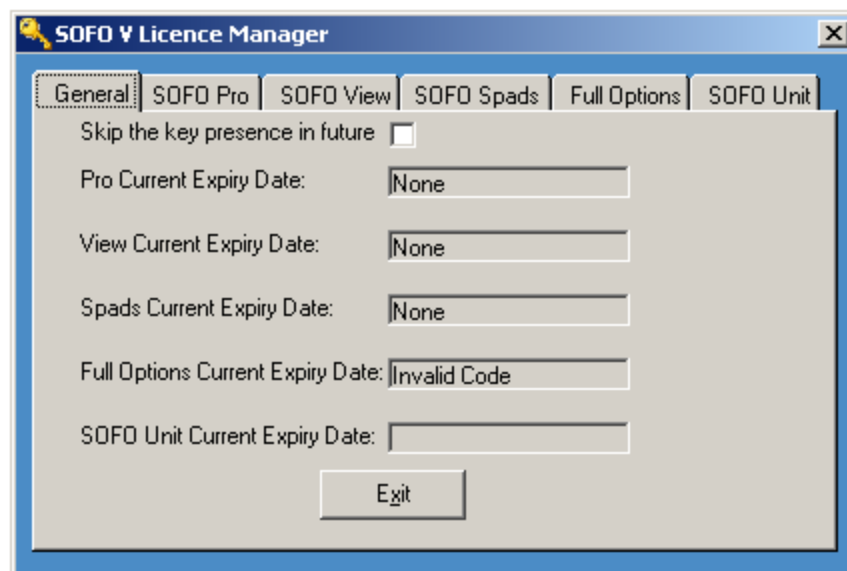 SOFO V Licence Manager
General SOFO Pro SOFO View SOFO Spads Full Options SOFO Unit
Skip the key presence in future
Pro Current Expiry Date: None
View Current Expiry Date: None
Spads Current Expiry Date: None
Full Options Current Expiry Date: Invalid Code
SOFO Unit Current Expiry Date:
Exit